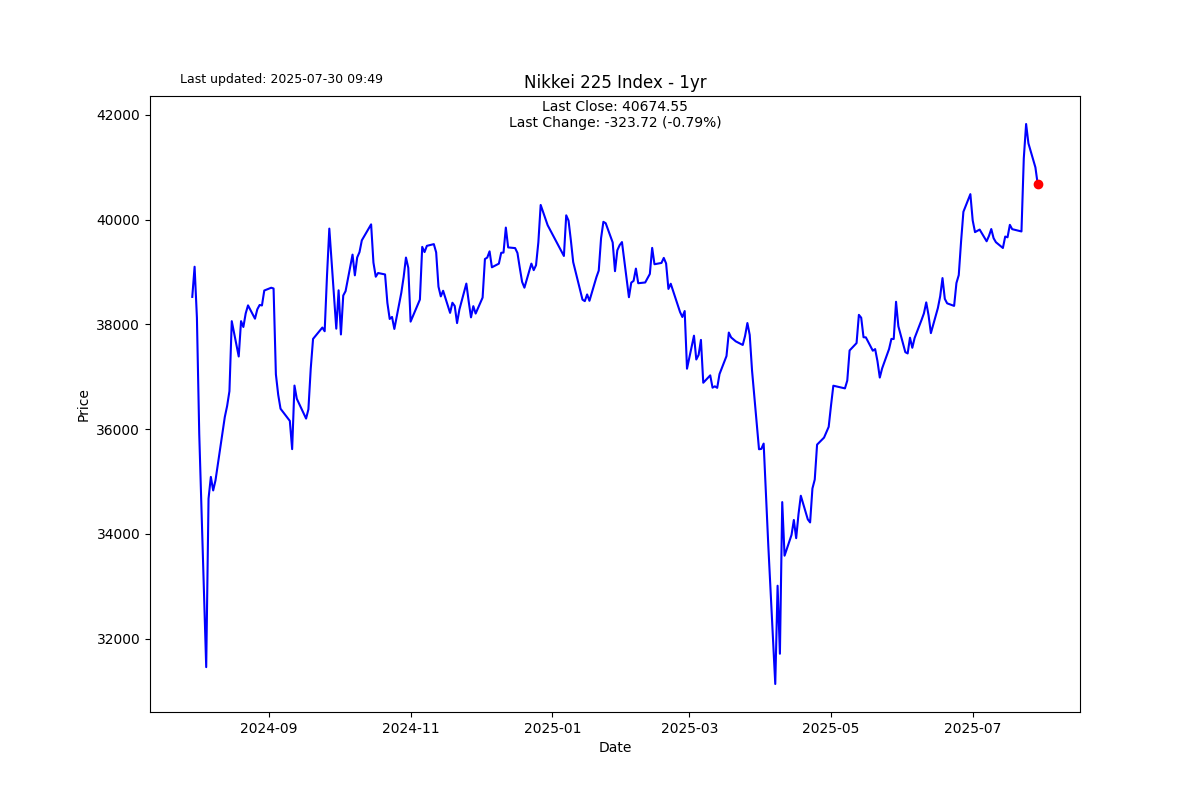 Last updated: 2025-07-30 09:49
Nikkei 225 Index - 1yr
Last Close: 40674.55
Last Change: -323.72 (-0.79%)
42000
40000
38000
36000
34000
32000
Price
2024-09
2024-11
2025-01
2025-03
2025-05
2025-07
Date